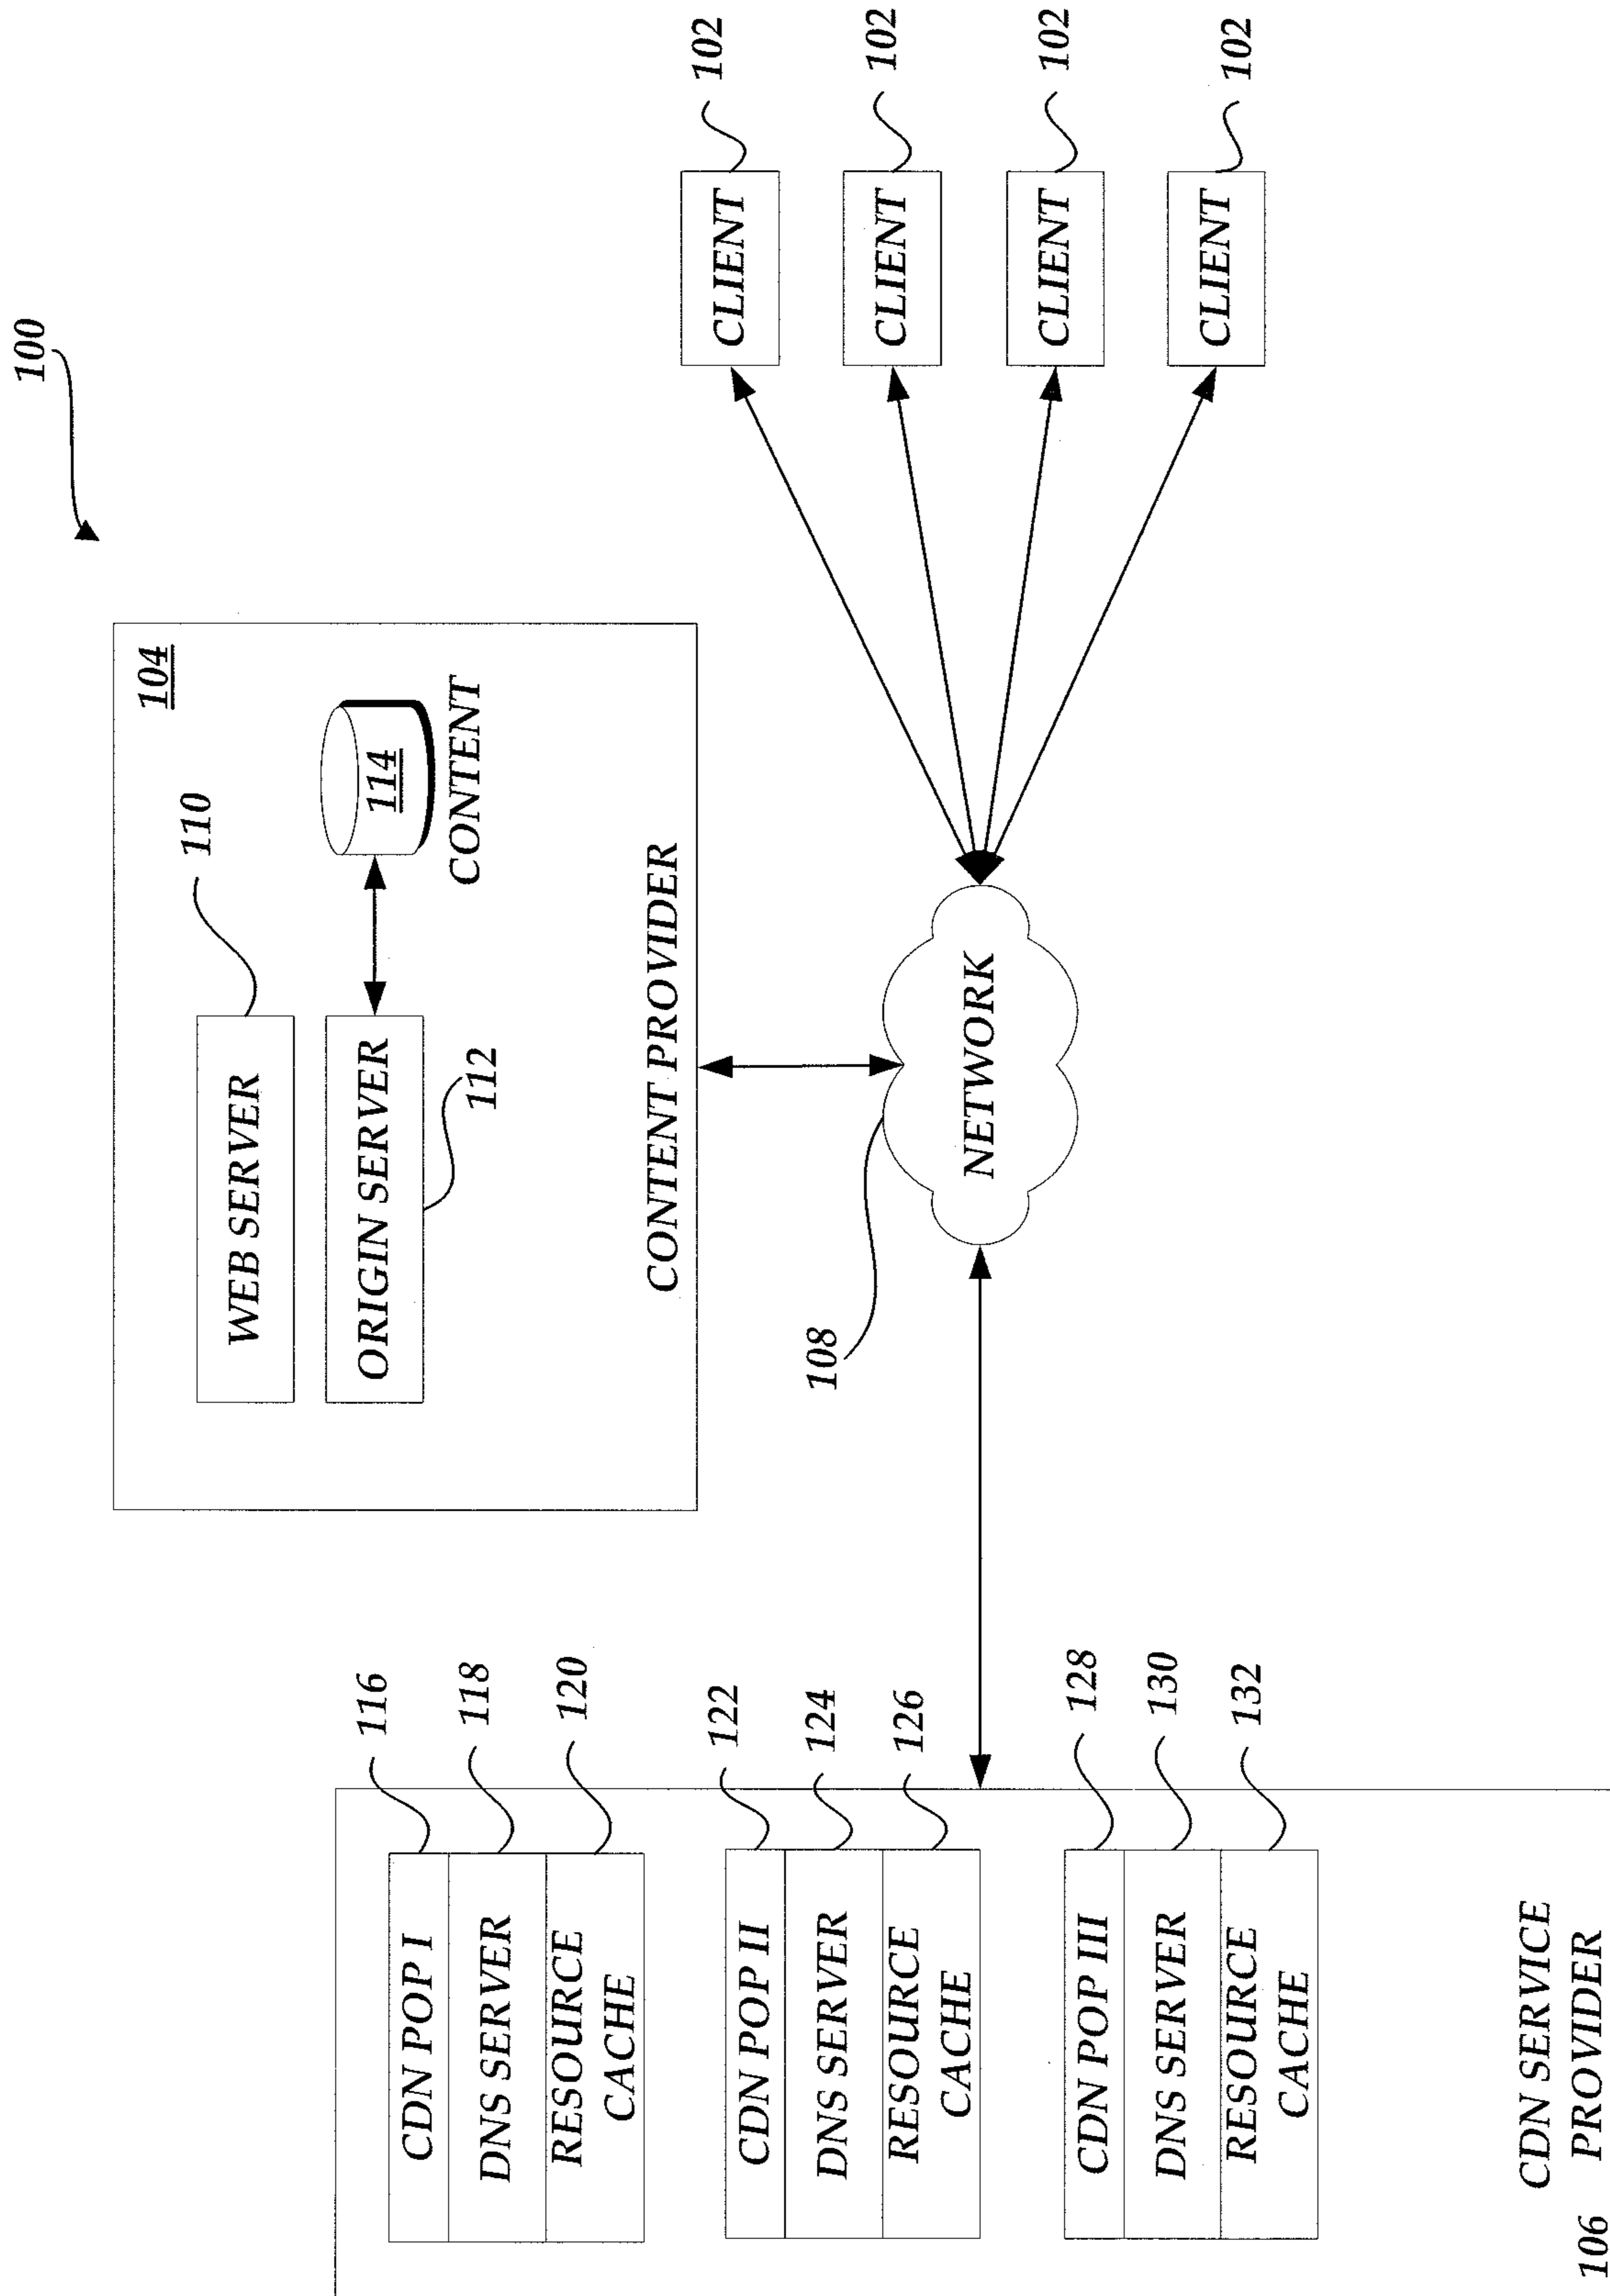 100
104
WEB SERVER
110
ORIGIN SERVER
112
114
CONTENT
CONTENT PROVIDER
CDN POP I
116
DNS SERVER
118
RESOURCE
CACHE
120
CDN POP II
122
DNS SERVER
124
RESOURCE
CACHE
126
CDN POP III
128
DNS SERVER
130
RESOURCE
CACHE
132
CDN SERVICE
PROVIDER
106
108
NETWORK
CLIENT
102
CLIENT
102
CLIENT
102
CLIENT
102